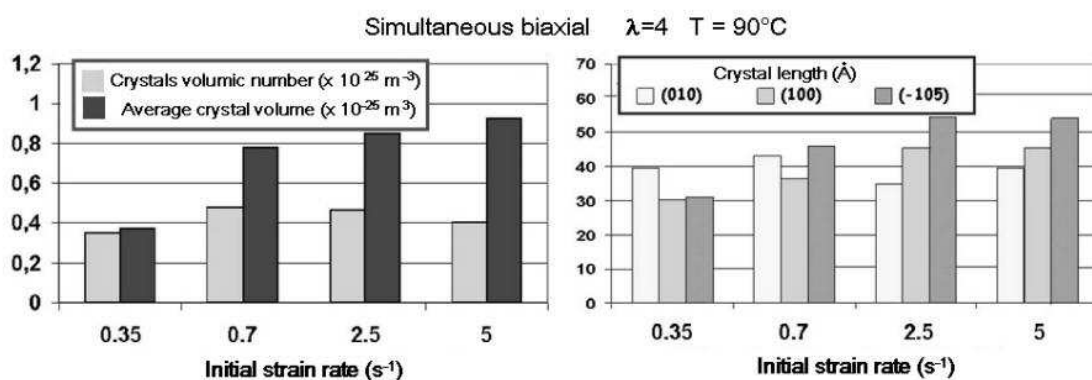 Simultaneous biaxial λ=4 T = 90°C
1,2
1
0,8
0,6
0,4
0,2
0
Crystals volumic number (x 10 25 m-3)
Average crystal volume (x 10-25 m3)
0.35 0.7 2.5 5
Initial strain rate (s-1)
80
70
60
50
40
30
20
10
0
Crystal length (Å)
(010) (100) (-105)
0.35 0.7 2.5 5
Initial strain rate (s-1)